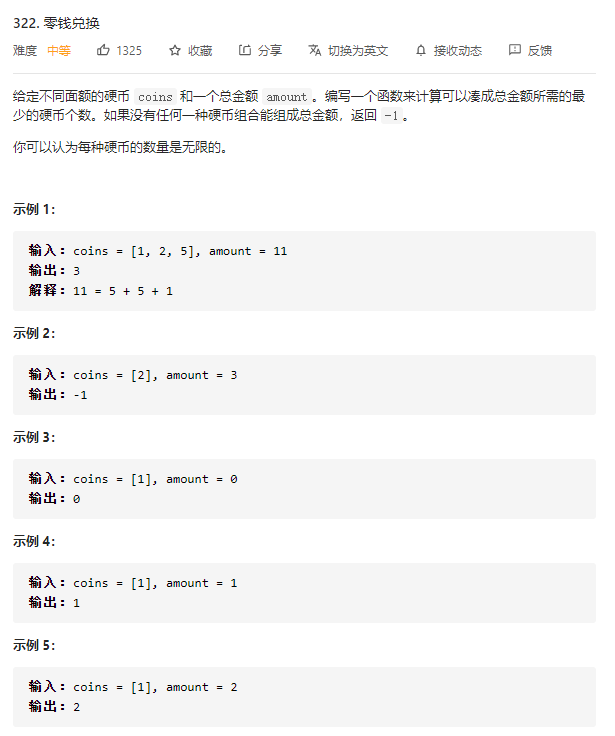 322. 零钱兑换
难度 中等 1325 收藏 分享 切换为英文 接收动态 反馈
给定不同面额的硬币 coins 和一个总金额 amount 。编写一个函数来计算可以凑成总金额所需的最
少的硬币个数。如果没有任何一种硬币组合能组成总金额，返回 -1 。
你可以认为每种硬币的数量是无限的。
示例 1：
输入：coins = [1, 2, 5], amount = 11
输出：3
解释：11 = 5 + 5 + 1
示例 2：
输入：coins = [2], amount = 3
输出：-1
示例 3：
输入：coins = [1], amount = 0
输出：0
示例 4：
输入：coins = [1], amount = 1
输出：1
示例 5：
输入：coins = [1], amount = 2
输出：2